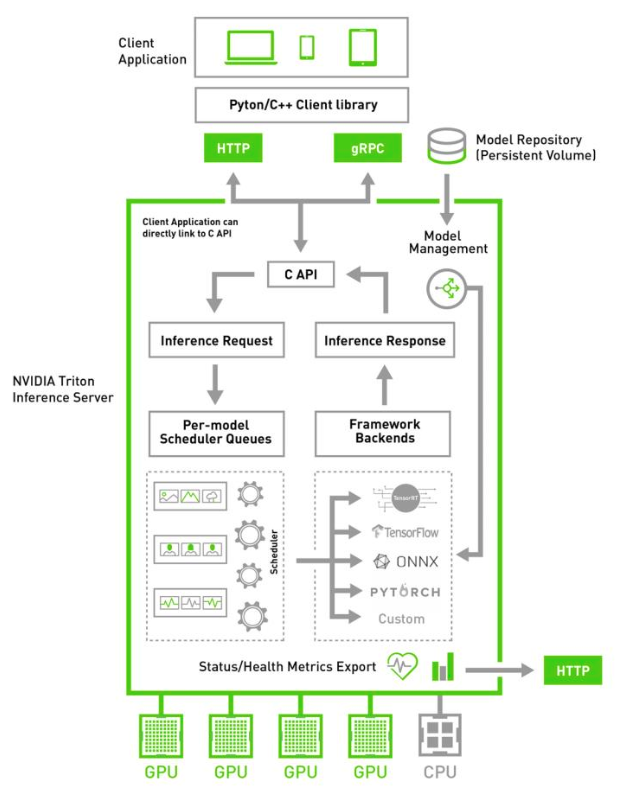 Client
Application
Pyton/C++ Client library
HTTP
gRPC
Model Repository
(Persistent Volume)
Client Application can
directly link to C API
Model
Management
C API
Inference Request
Inference Response
NVIDIA Triton
Inference Server
Per-model
Scheduler Queues
Framework
Backends
Scheduler
TensorRT
TensorFlow
ONNX
PYTORCH
Custom
Status/Health Metrics Export
HTTP
GPU
GPU
GPU
GPU
CPU